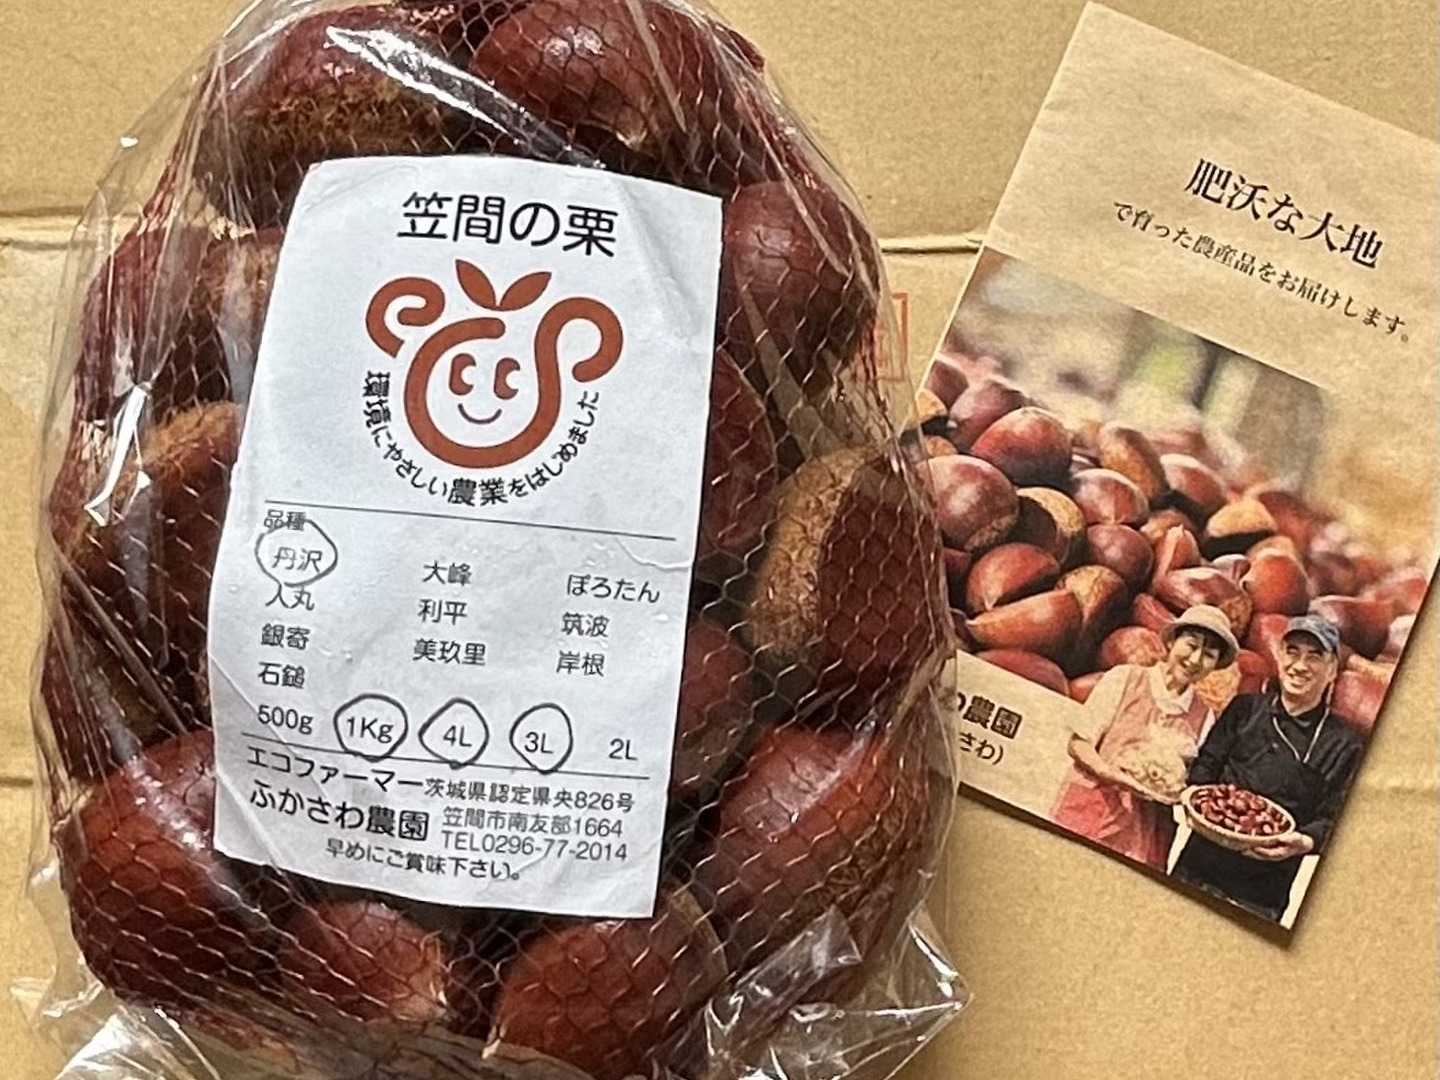 笠間の栗
環境にやさしい農業をはじめました
品種
丹沢 大峰 ぽろたん
人丸 利平 筑波
銀寄 美玖里 岸根
石鎚
500g 1Kg 4L 3L 2L
エコファーマー茨城県認定県央826号
ふかさわ農園 笠間市南友部1664
TEL0296-77-2014
早めにご賞味下さい。
肥沃な大地
で育った農産品をお届けします。
わ農園
さわ)